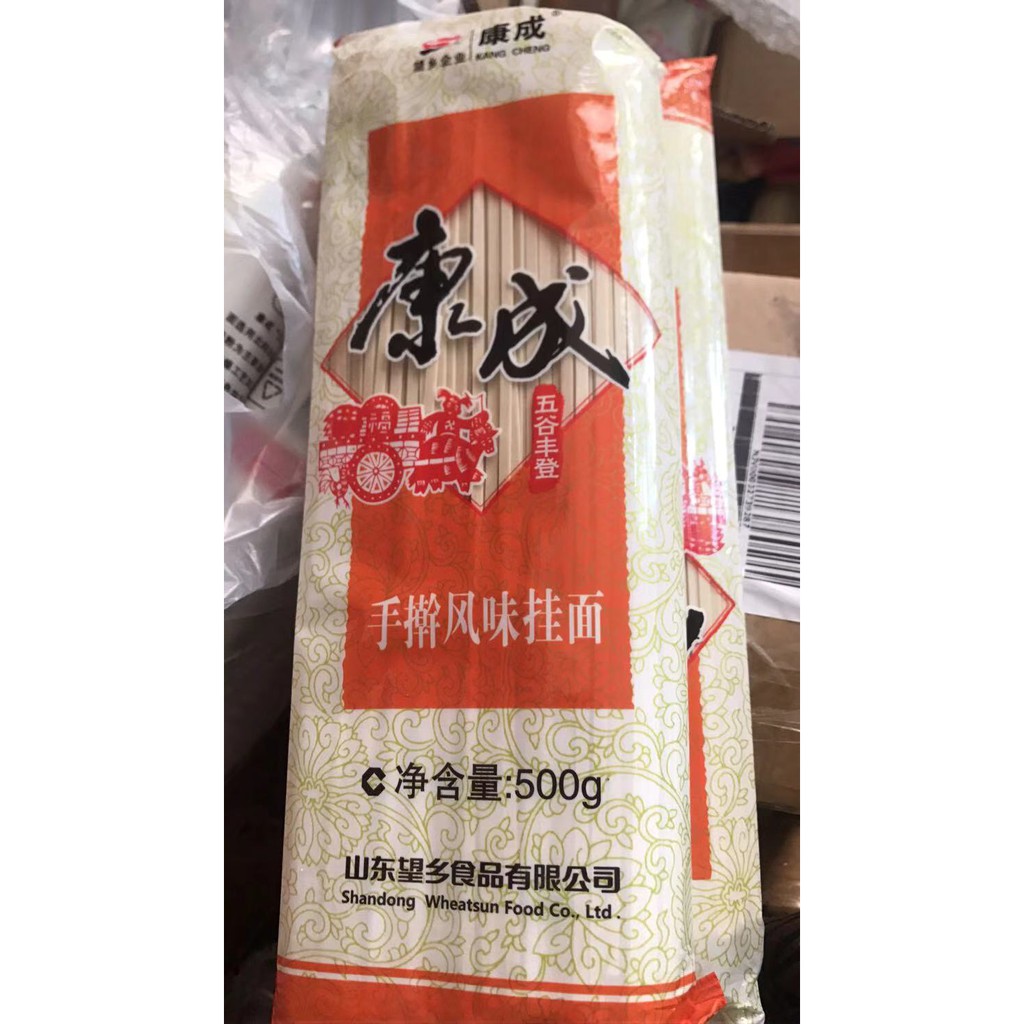 望乡企业
康成®
KANG CHENG
康成
五谷丰登
福
手擀风味挂面
净含量:500g
山东望乡食品有限公司
Shandong Wheatsun Food Co., Ltd.